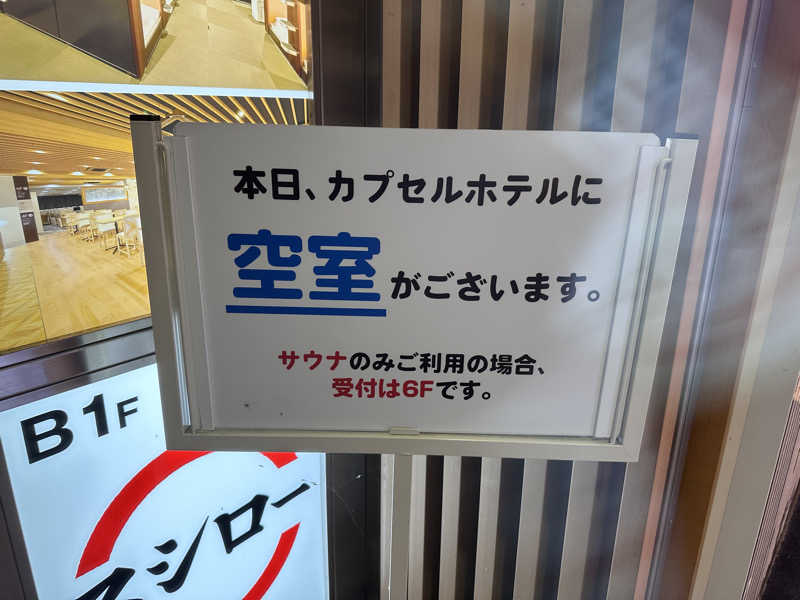 本日、カプセルホテルに
空室がございます。
サウナのみご利用の場合、
受付は6Fです。
B1F
スシロー